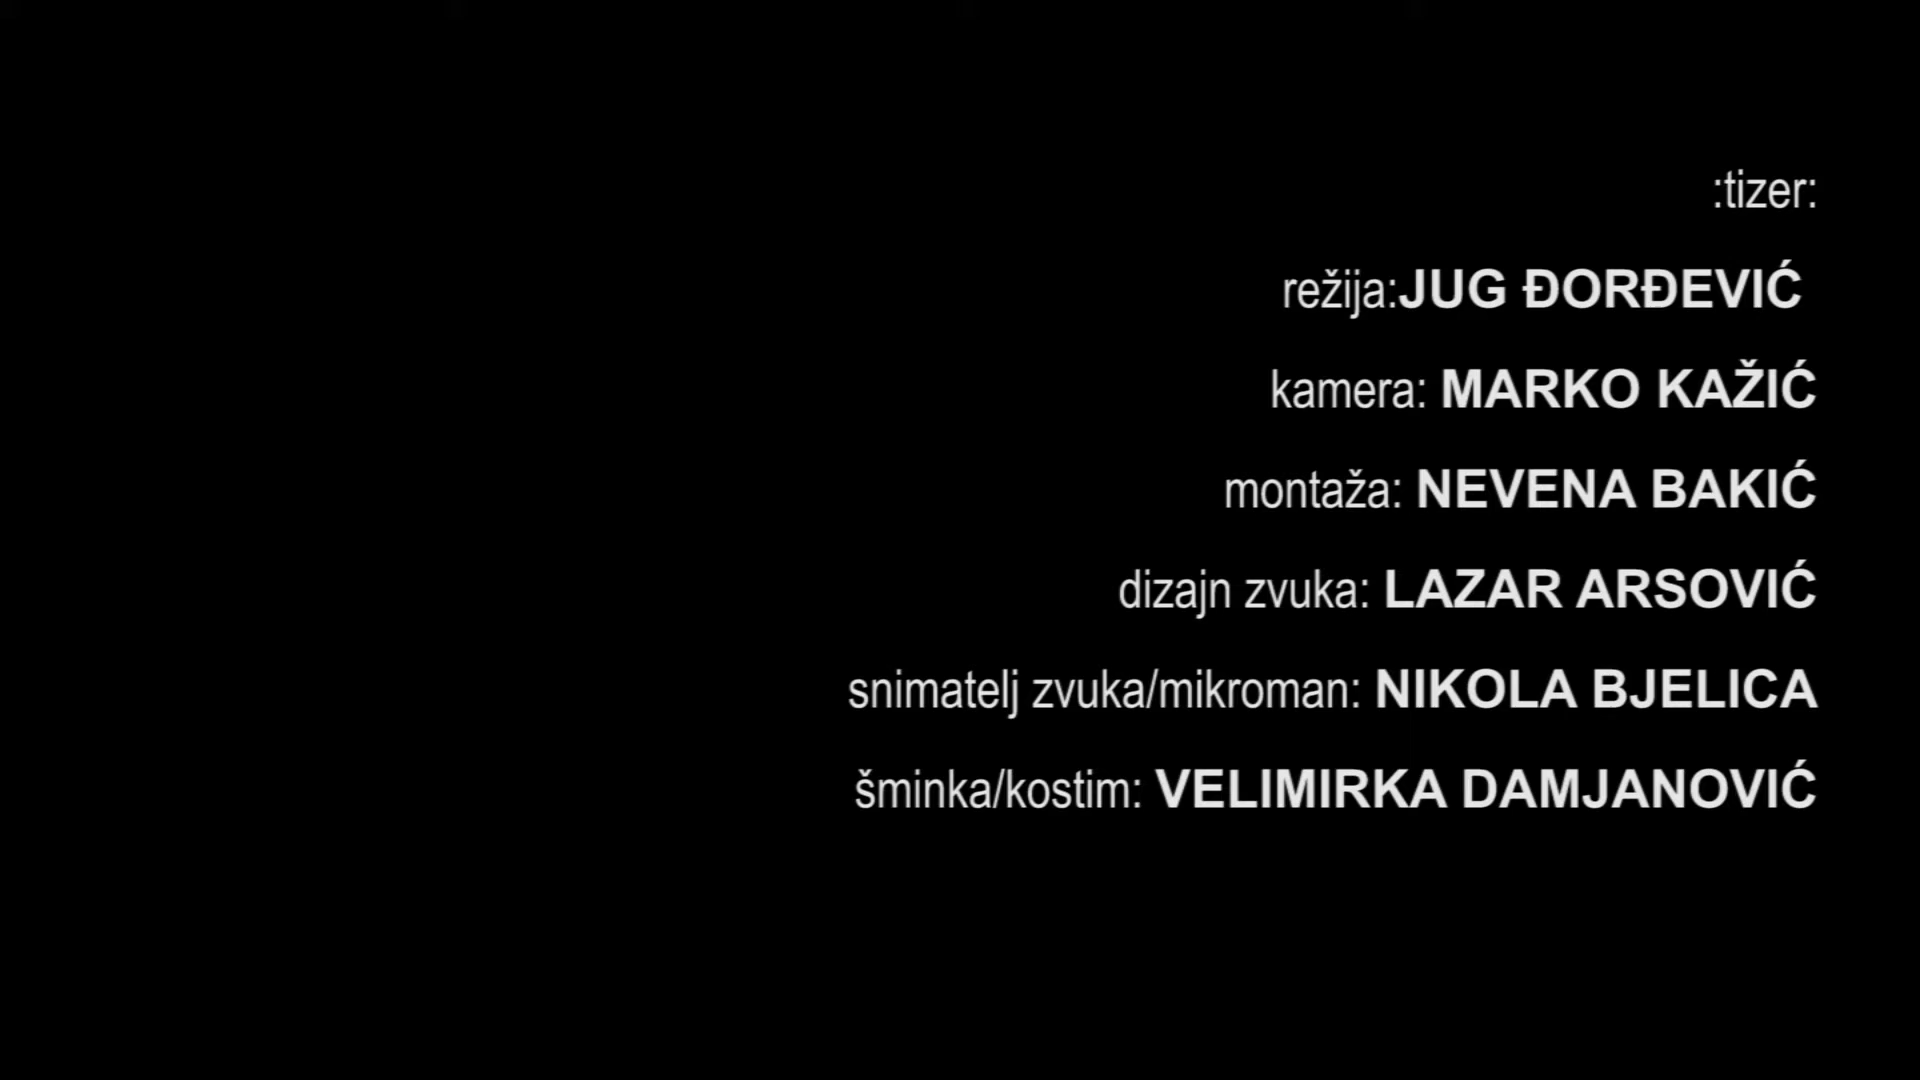 :tizer:
režija:JUG ĐORĐEVIĆ
kamera: MARKO KAŽIĆ
montaža: NEVENA BAKIĆ
dizajn zvuka: LAZAR ARSOVIĆ
snimatelj zvuka/mikroman: NIKOLA BJELICA
šminka/kostim: VELIMIRKA DAMJANOVIĆ